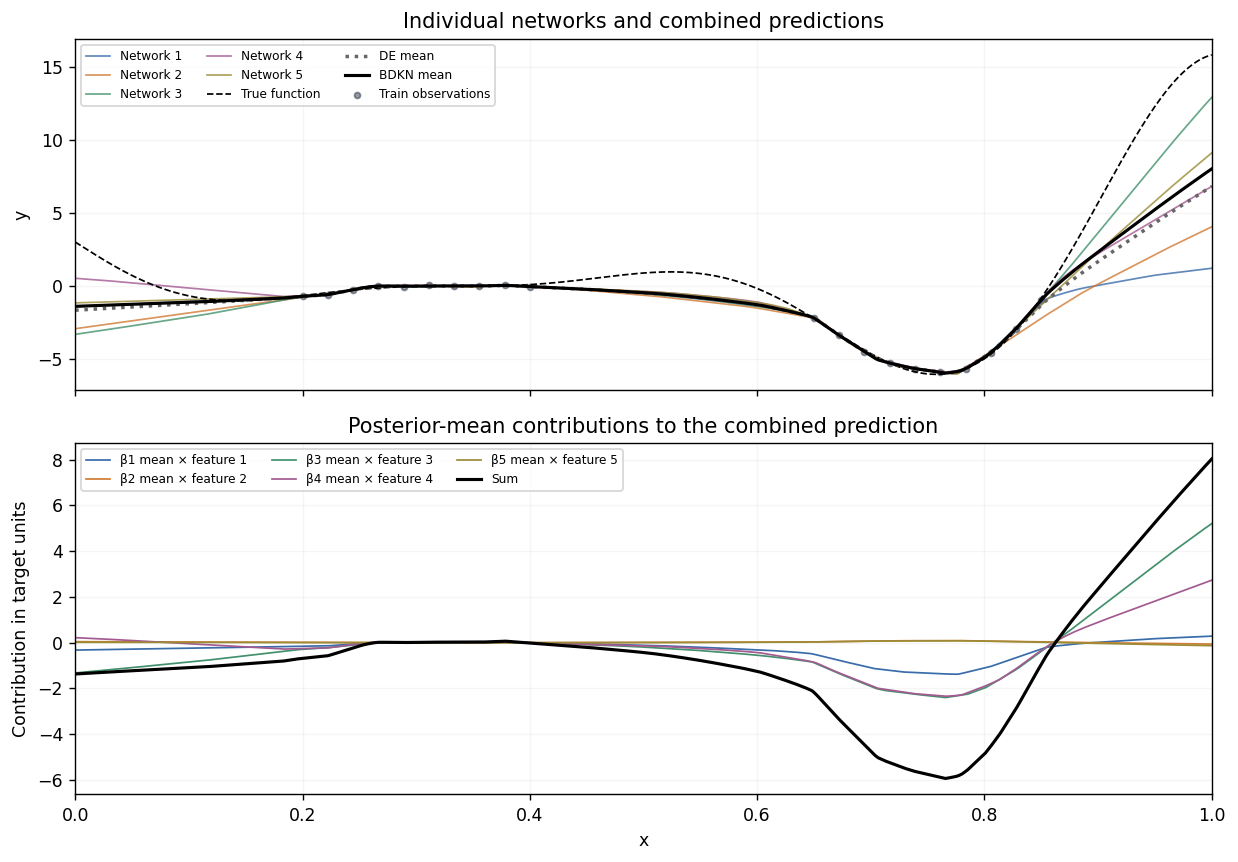 Individual networks and combined predictions
Network 1 Network 4 DE mean
Network 2 Network 5 BDKN mean
Network 3 True function Train observations
15
10
5
0
−5
y
Posterior-mean contributions to the combined prediction
β1 mean × feature 1 β3 mean × feature 3 β5 mean × feature 5
β2 mean × feature 2 β4 mean × feature 4 Sum
8
6
4
2
0
−2
−4
−6
Contribution in target units
0.0 0.2 0.4 0.6 0.8 1.0
x